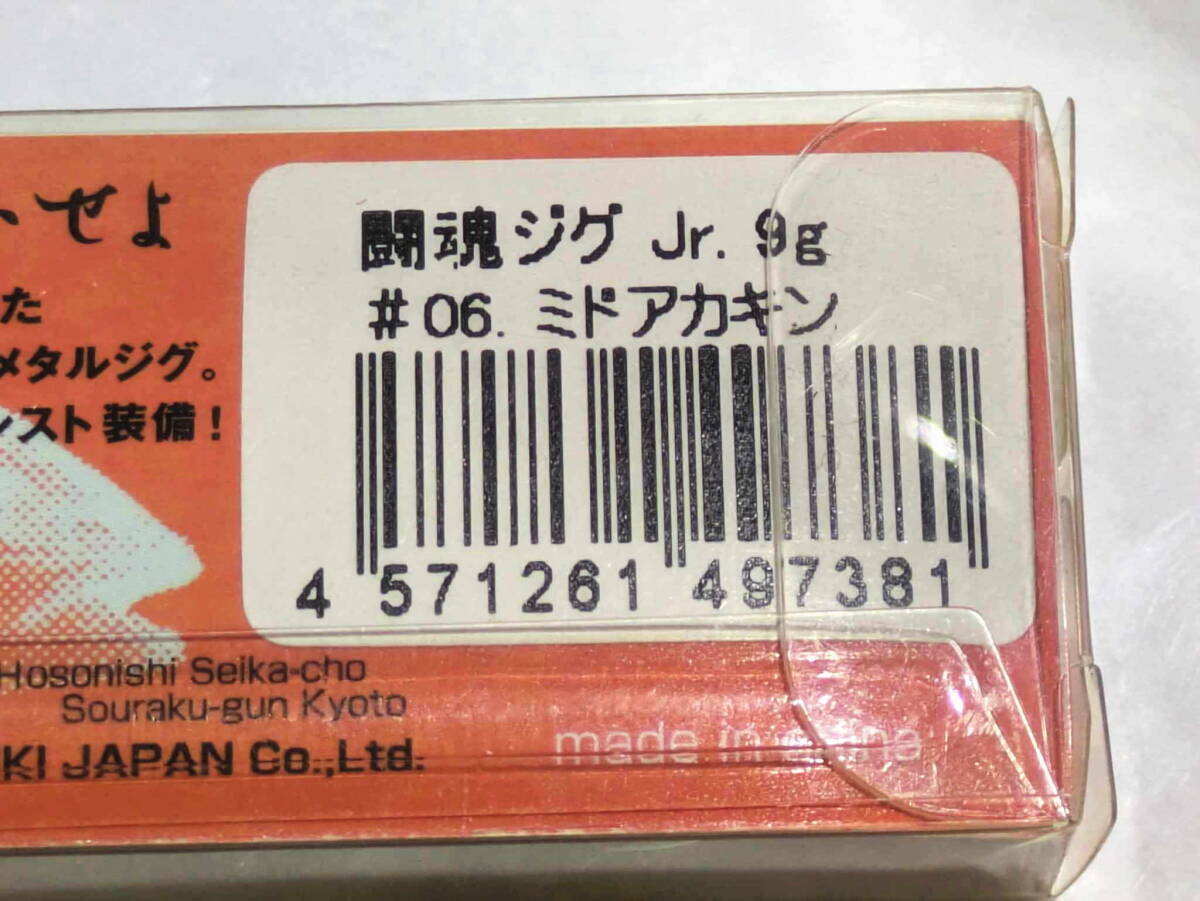 せよ
闘魂ジグ Jr. 9g
#06. ミドアカキン
た
メタルジグ。
スト装備!
4 571261 497381
Hosonishi Seika-cho
Souraku-gun Kyoto
KI JAPAN Co.,Ltd.
made in china